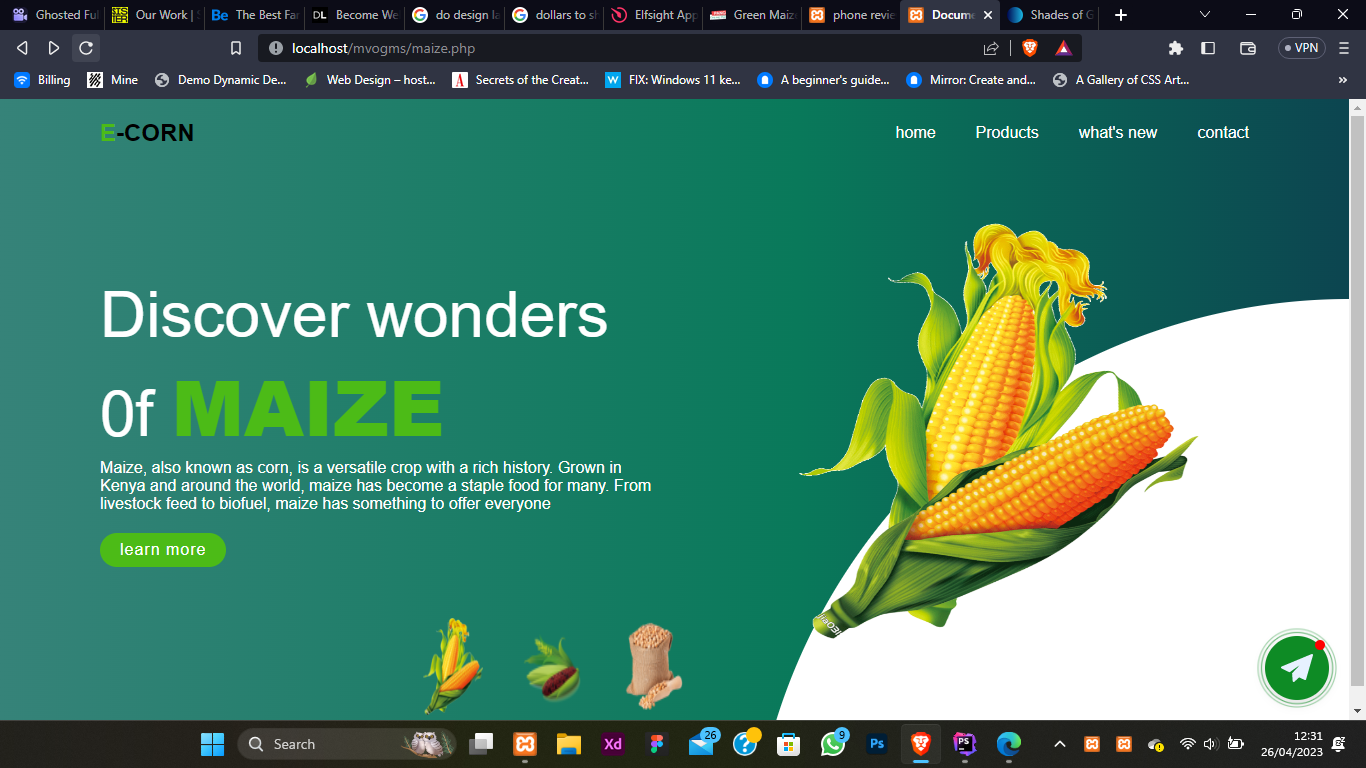 Ghosted Ful
Our Work |
Be The Best Far
DL Become We
do design la
dollars to sh
Elfsight App
Green Maiz
phone revie
Docume
Shades of G
localhost/mvogms/maize.php
VPN
Billing
Mine
Demo Dynamic De...
Web Design – host...
A Secrets of the Creat...
W FIX: Windows 11 ke...
A beginner's guide...
Mirror: Create and...
A Gallery of CSS Art...
E-CORN
home Products what's new contact
Discover wonders
0f MAIZE
Maize, also known as corn, is a versatile crop with a rich history. Grown in
Kenya and around the world, maize has become a staple food for many. From
livestock feed to biofuel, maize has something to offer everyone
learn more
Search
Xd
26
9
Ps
PS
12:31
26/04/2023